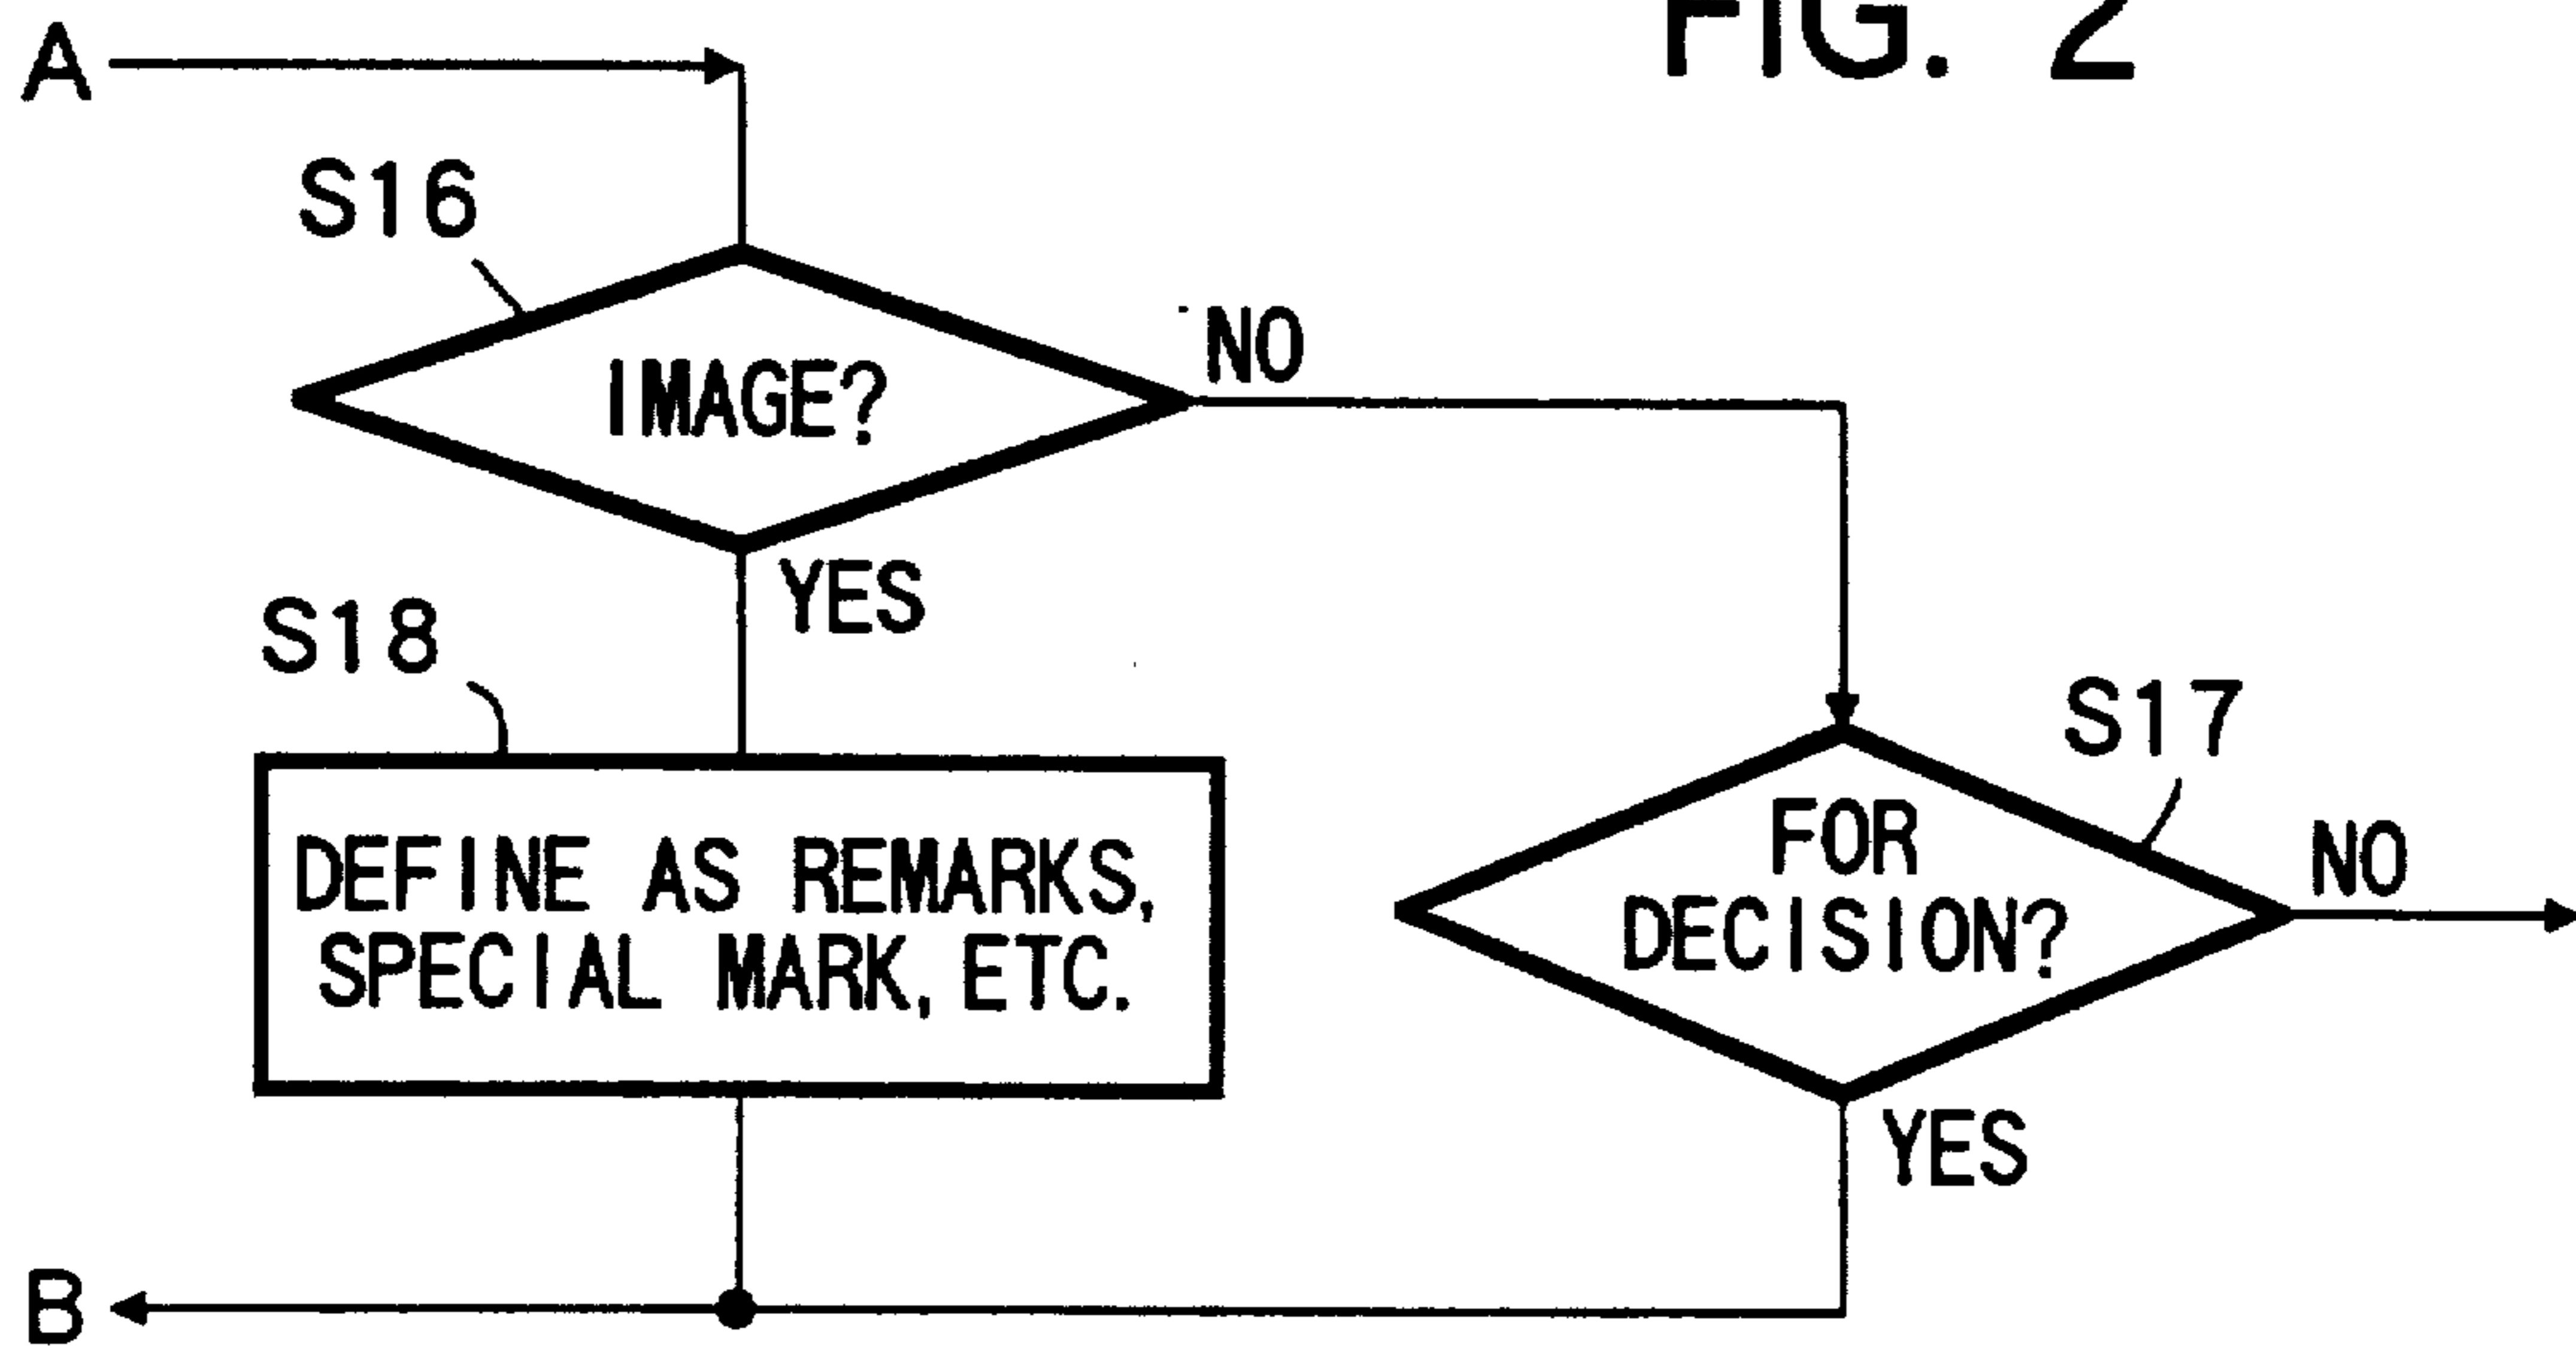 FIG. 2
A
S16
IMAGE?
NO
YES
S18
DEFINE AS REMARKS,
SPECIAL MARK, ETC.
S17
FOR
DECISION?
NO
YES
B